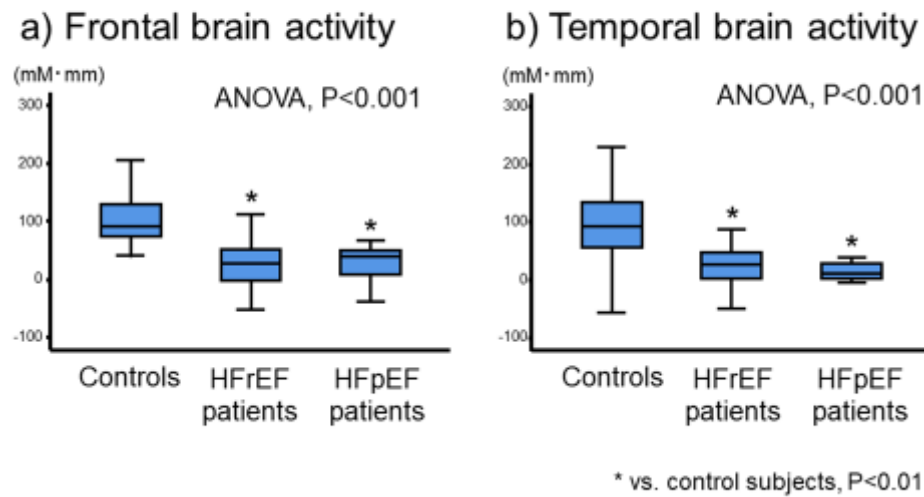 a) Frontal brain activity
(mM・mm)
ANOVA, P<0.001
300
200
100
0
-100
*
*
Controls
HFrEF
patients
HFpEF
patients
b) Temporal brain activity
(mM・mm)
ANOVA, P<0.001
300
200
100
0
-100
*
*
Controls
HFrEF
patients
HFpEF
patients
* vs. control subjects, P<0.01